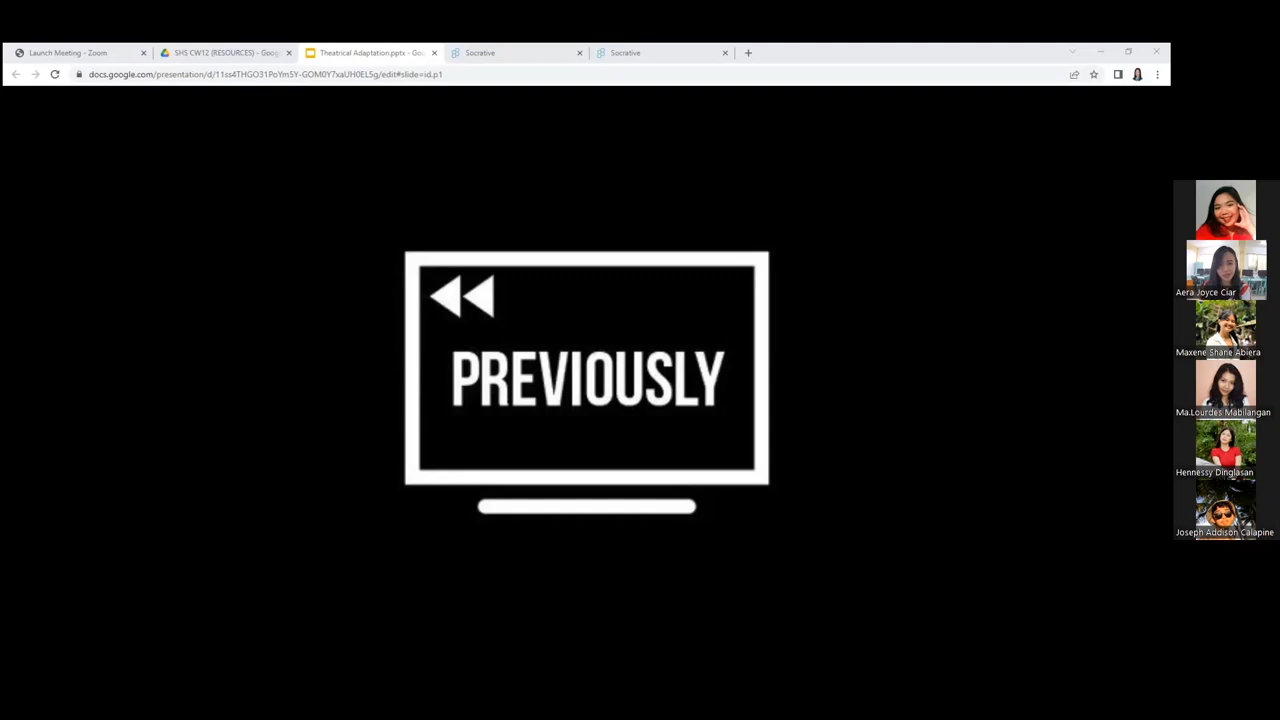 Launch Meeting - Zoom
SHS CW12 (RESOURCES) - Goog
Theatrical Adaptation.pptx - Goo
Socrative
Socrative
docs.google.com/presentation/d/11ss4THGO31PoYm5Y-GOM0Y7xaUH0EL5g/edit#slide=id.p1
PREVIOUSLY
Aera Joyce Ciar
Maxene Shane Abiera
Ma.Lourdes Mabilangan
Hennessy Dinglasan
Joseph Addison Calapine